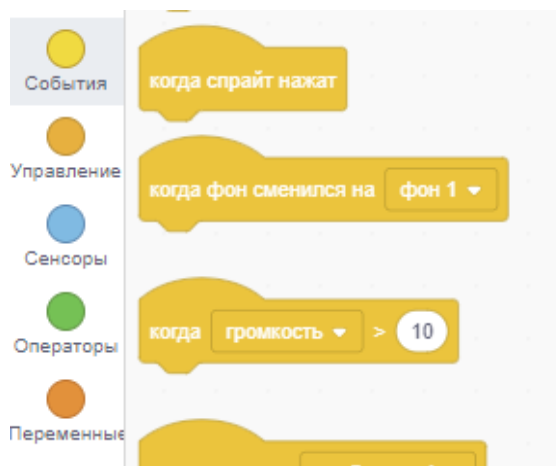 События
Управление
Сенсоры
Операторы
Переменные
когда спрайт нажат
когда фон сменился на фон 1
когда громкость > 10